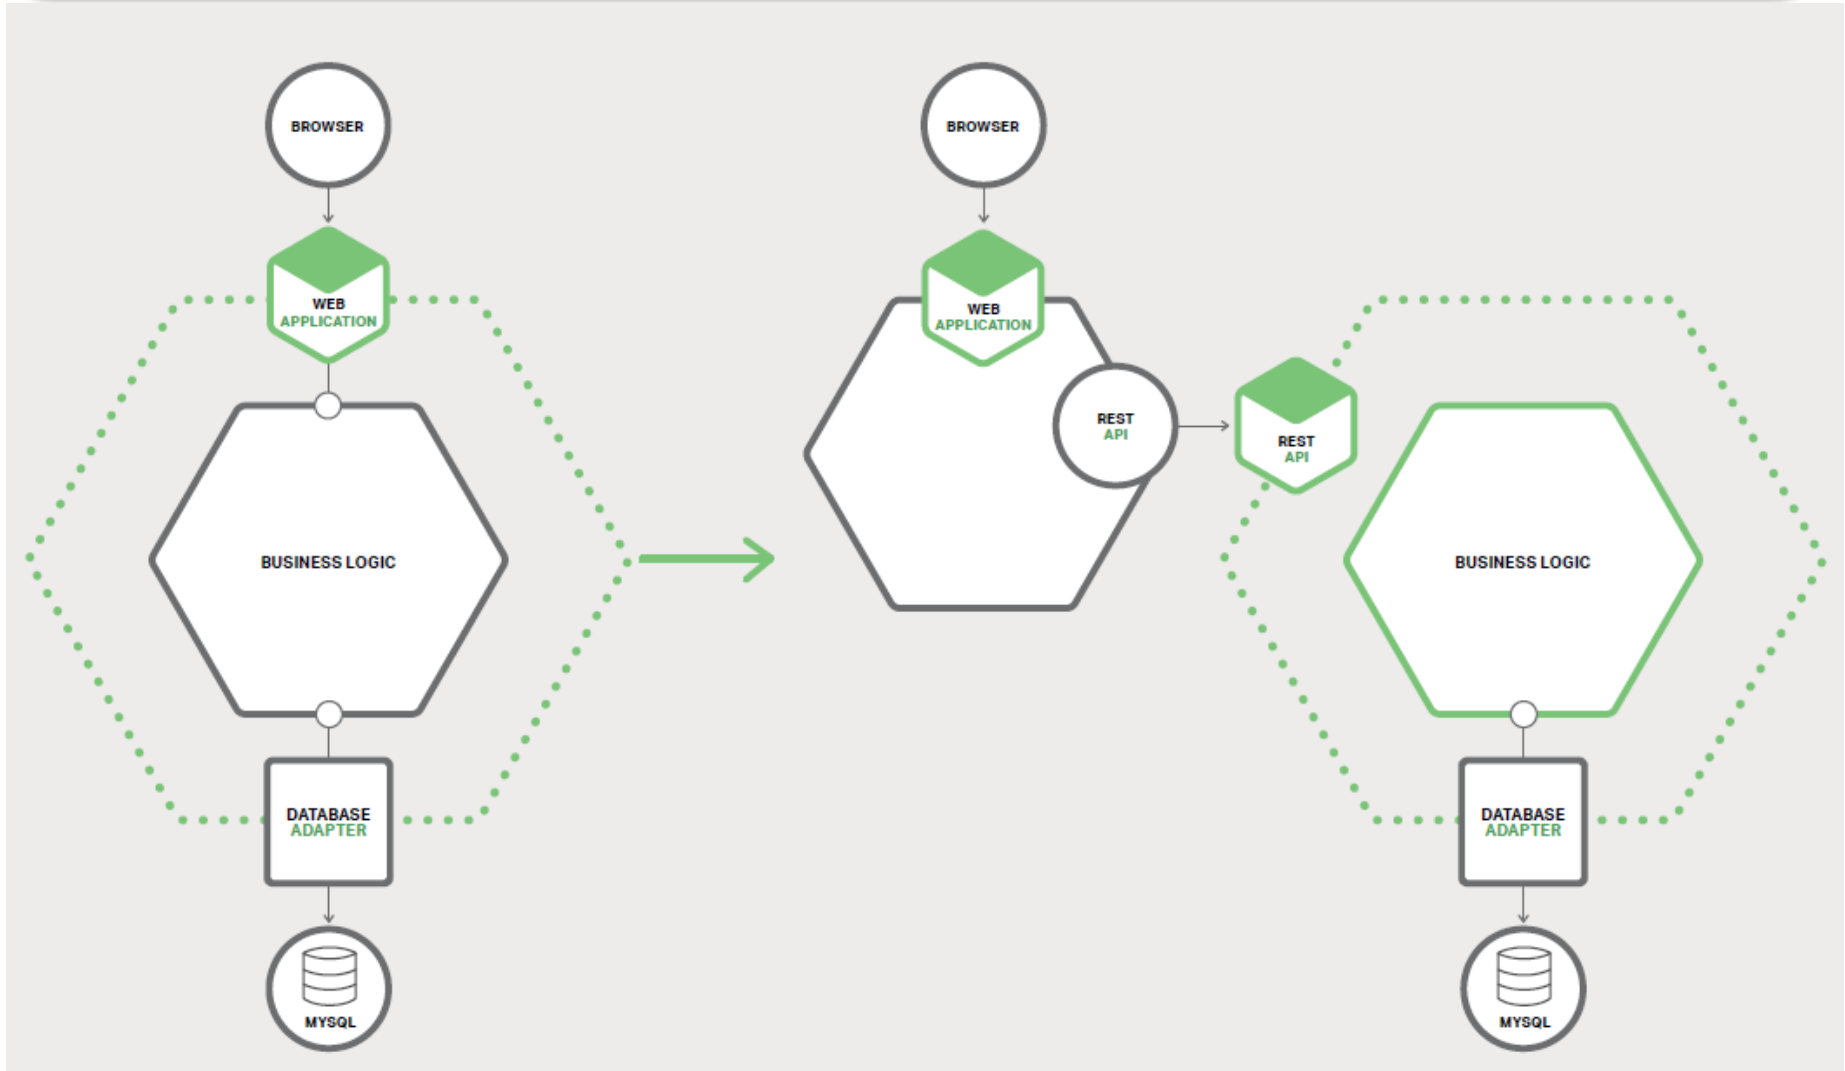 BROWSER
WEB
APPLICATION
BUSINESS LOGIC
DATABASE
ADAPTER
MYSQL
BROWSER
WEB
APPLICATION
REST
API
REST
API
BUSINESS LOGIC
DATABASE
ADAPTER
MYSQL